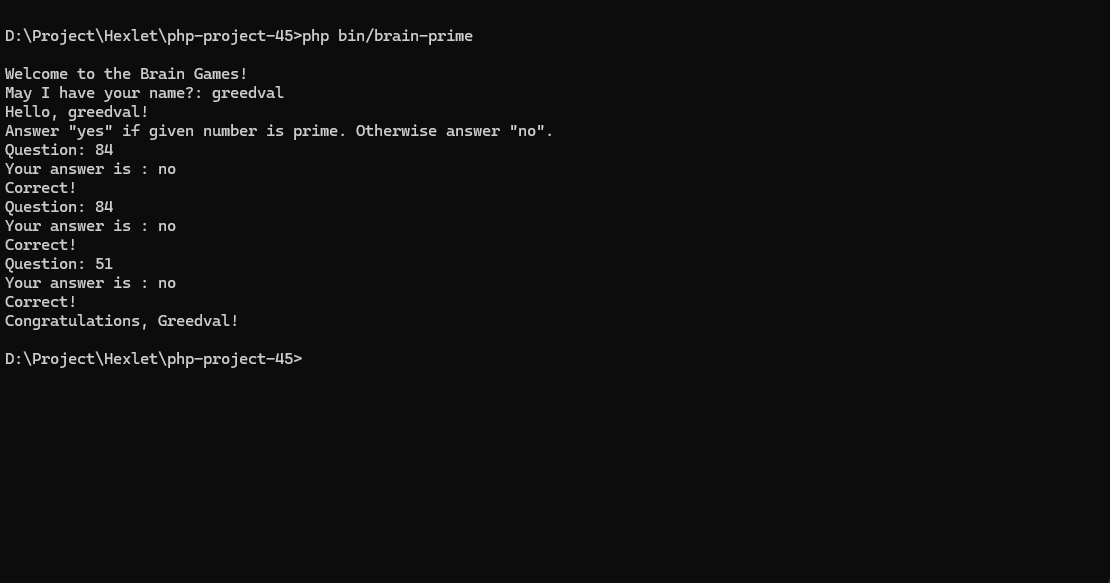 D:\Project\Hexlet\php-project-45>php bin/brain-prime
Welcome to the Brain Games!
May I have your name?: greedval
Hello, greedval!
Answer "yes" if given number is prime. Otherwise answer "no".
Question: 84
Your answer is : no
Correct!
Question: 84
Your answer is : no
Correct!
Question: 51
Your answer is : no
Correct!
Congratulations, Greedval!
D:\Project\Hexlet\php-project-45>